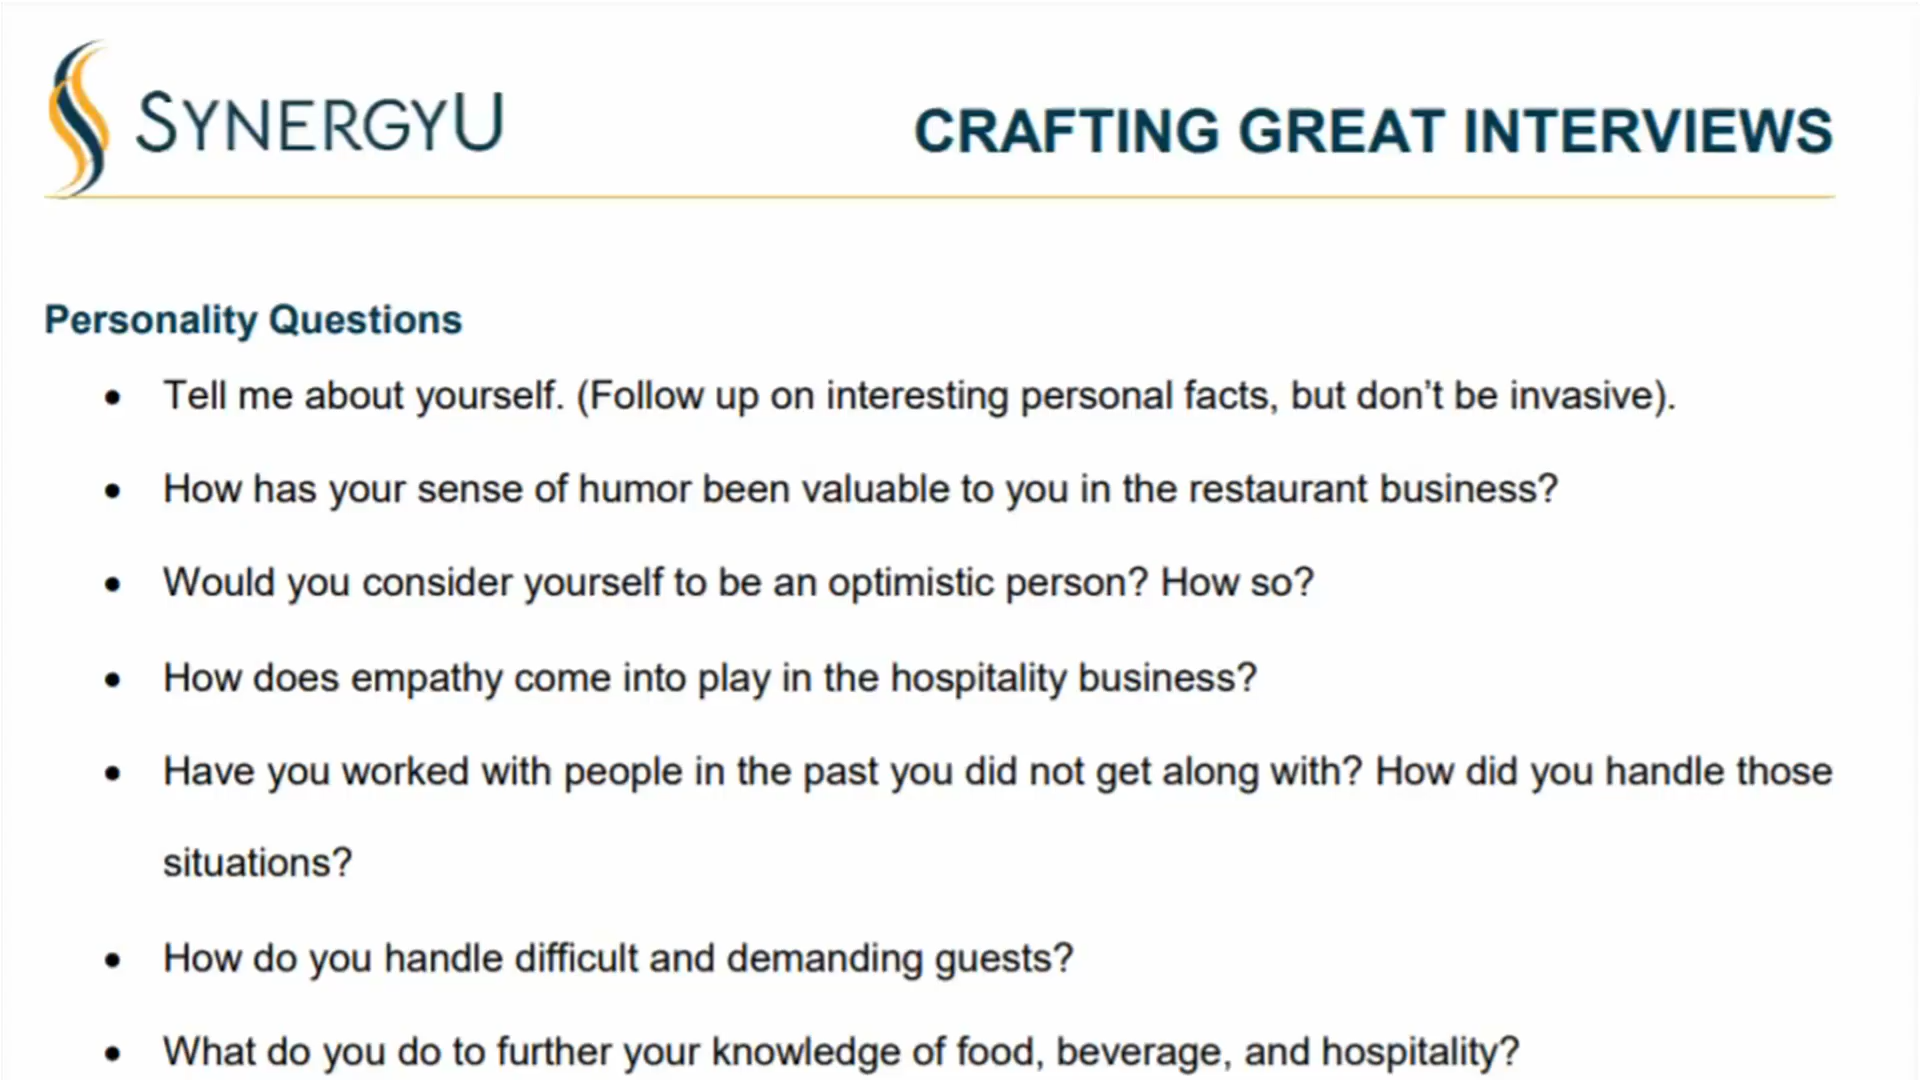 SYNERGYU
CRAFTING GREAT INTERVIEWS
Personality Questions
• Tell me about yourself. (Follow up on interesting personal facts, but don’t be invasive).
• How has your sense of humor been valuable to you in the restaurant business?
• Would you consider yourself to be an optimistic person? How so?
• How does empathy come into play in the hospitality business?
• Have you worked with people in the past you did not get along with? How did you handle those
situations?
• How do you handle difficult and demanding guests?
• What do you do to further your knowledge of food, beverage, and hospitality?